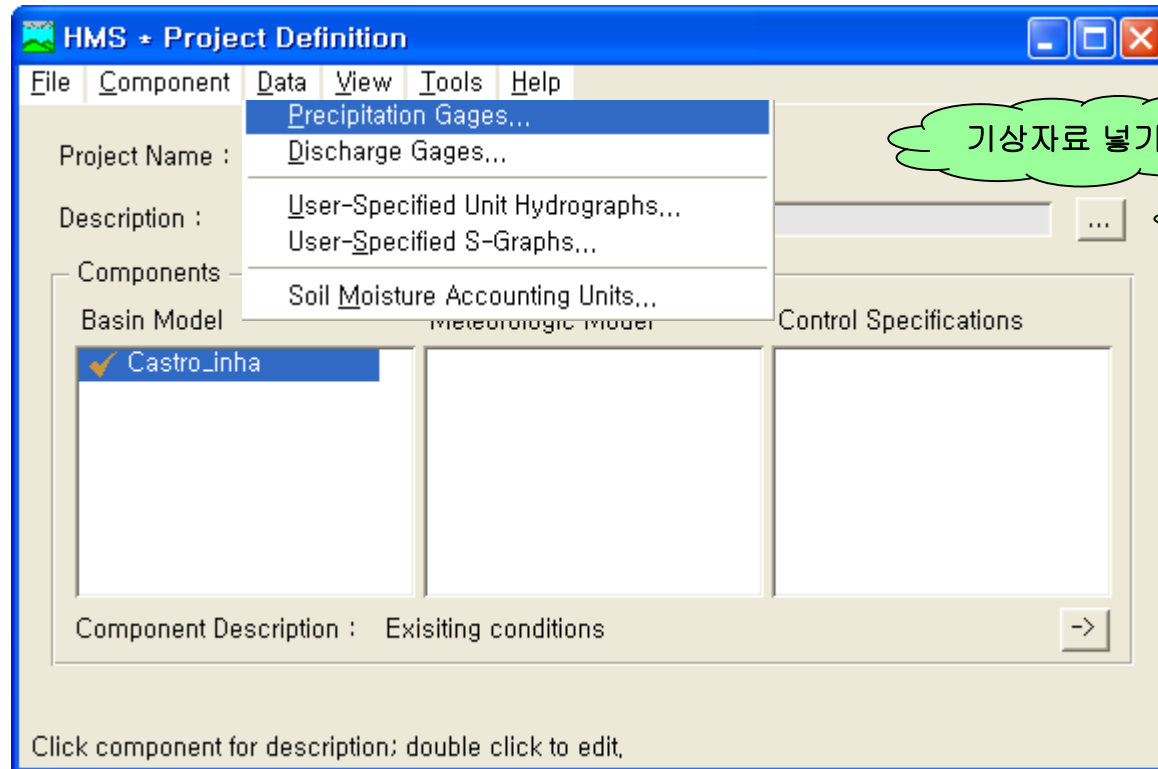 HMS * Project Definition
File Component Data View Tools Help
Precipitation Gages...
Discharge Gages...
User-Specified Unit Hydrographs...
User-Specified S-Graphs...
Soil Moisture Accounting Units...
기상자료 넣기
Project Name :
Description :
...
Components
Basin Model Meteorologic Model Control Specifications
Castro_inha
Component Description : Exisiting conditions
->
Click component for description; double click to edit.